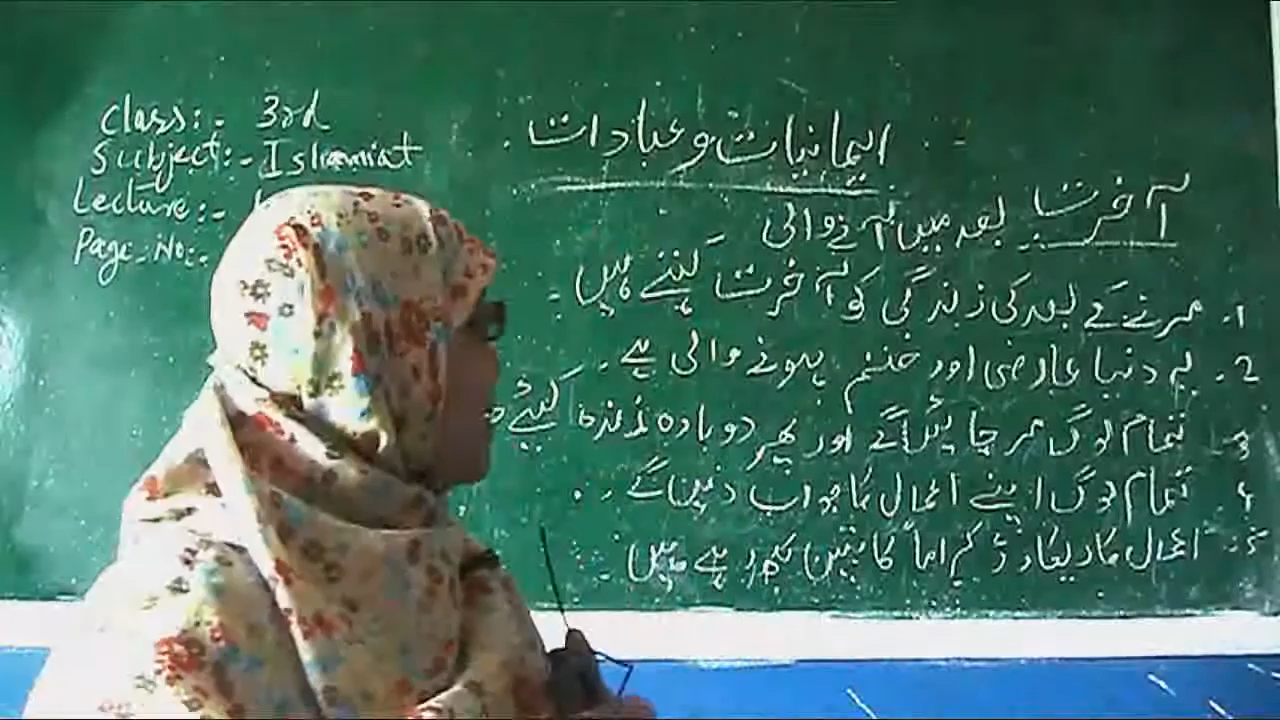 Class:- 3rd
Subject:- Islamiat
Lecture:-
Page No:-
ایمانیات و عبادات
آخرت بعد میں آنے والی
1. مرنے کے بعد کی زندگی کو آخرت کہتے ہیں۔
2. یہ دنیا عارضی اور ختم ہونے والی ہے۔
3. تمام لوگ مر جائیں گے اور پھر دوبارہ زندہ کیئے
۴. تمام لوگ اپنے اعمال کا جواب دیں گے۔
۵. اعمال کا ریکارڈ کراماً کاتبین لکھ رہے ہیں۔